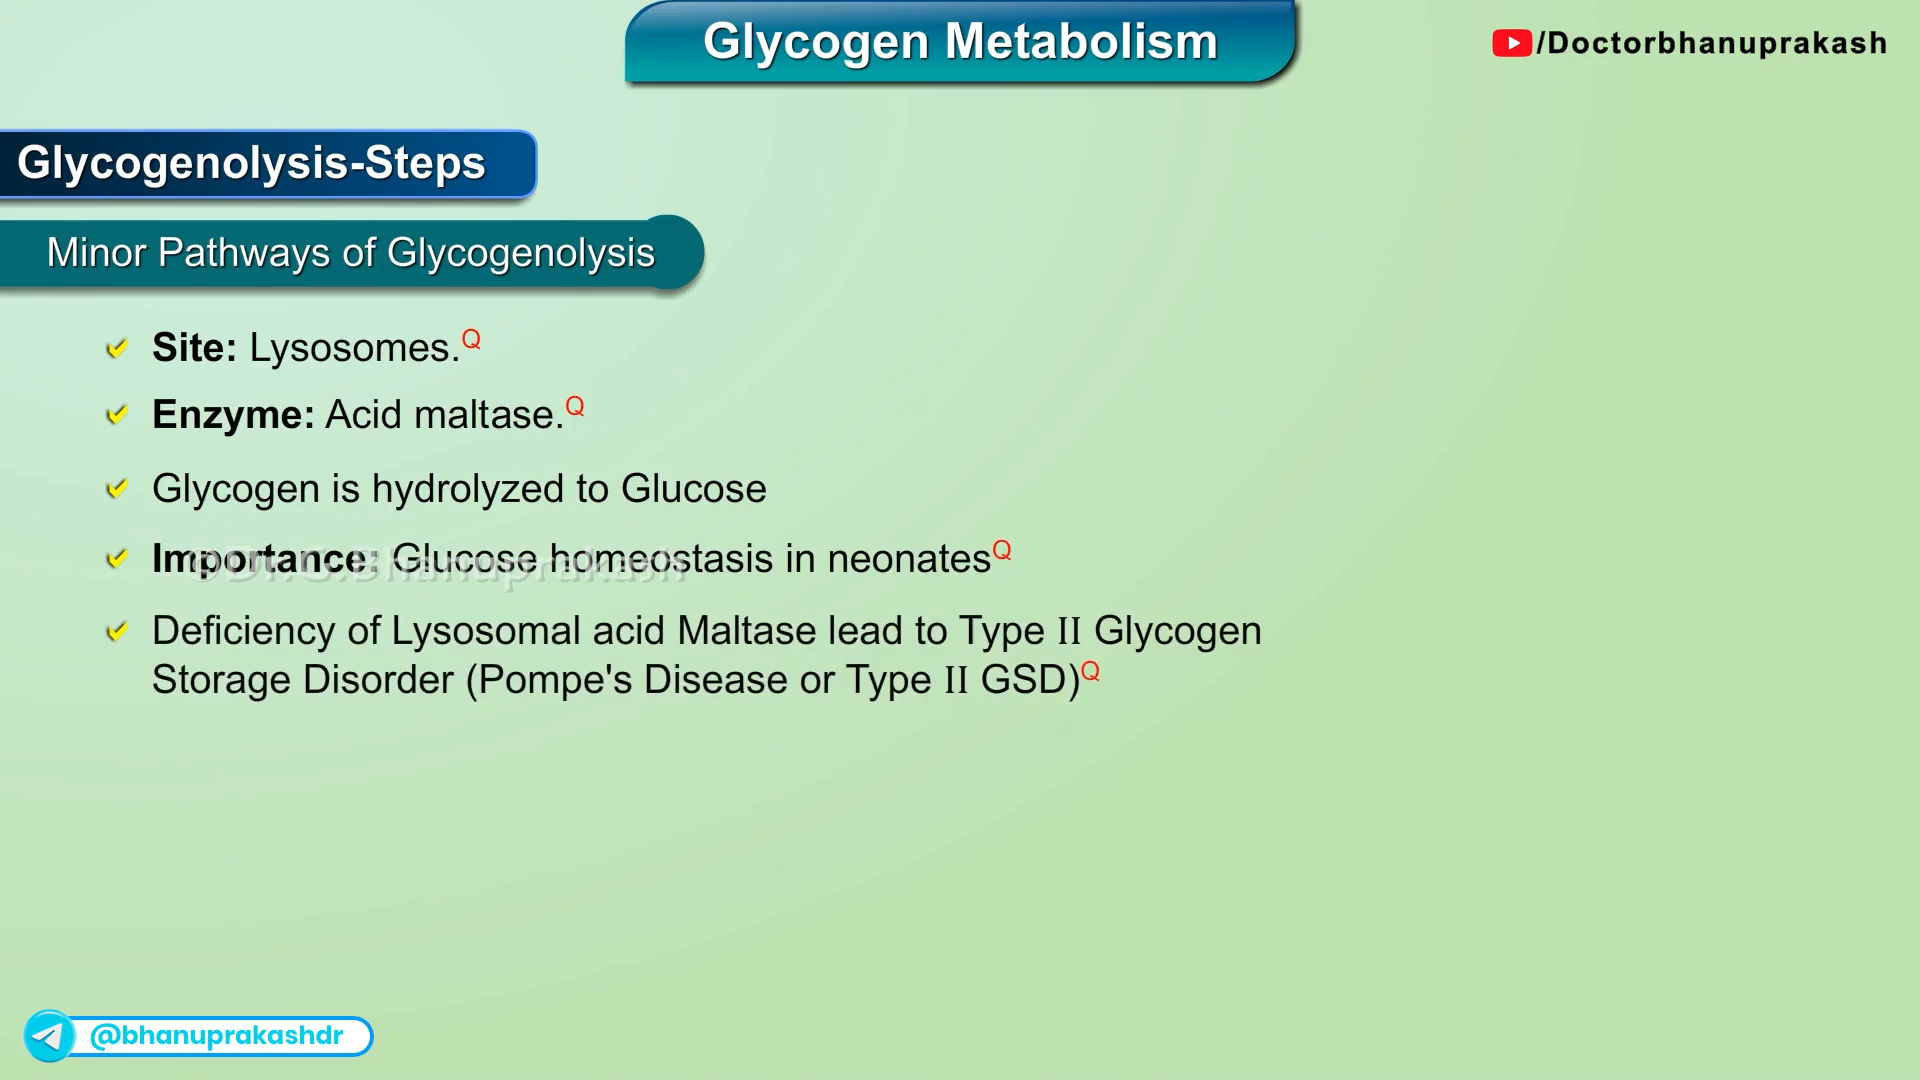 Glycogen Metabolism
/Doctorbhanuprakash
Glycogenolysis-Steps
Minor Pathways of Glycogenolysis
Site: Lysosomes.Q
Enzyme: Acid maltase.Q
Glycogen is hydrolyzed to Glucose
Importance: Glucose homeostasis in neonatesQ
©Dr.G.Bhanuprakash
Deficiency of Lysosomal acid Maltase lead to Type II Glycogen
Storage Disorder (Pompe's Disease or Type II GSD)Q
@bhanuprakashdr